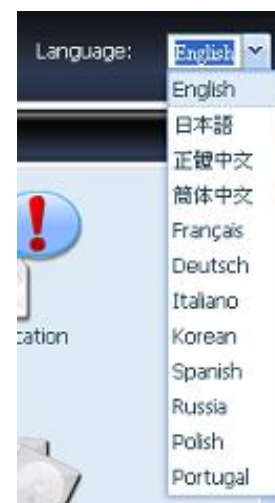 Language: English
English
日本語
正體中文
简体中文
Français
Deutsch
Italiano
cation
Korean
Spanish
Russia
Polish
Portugal